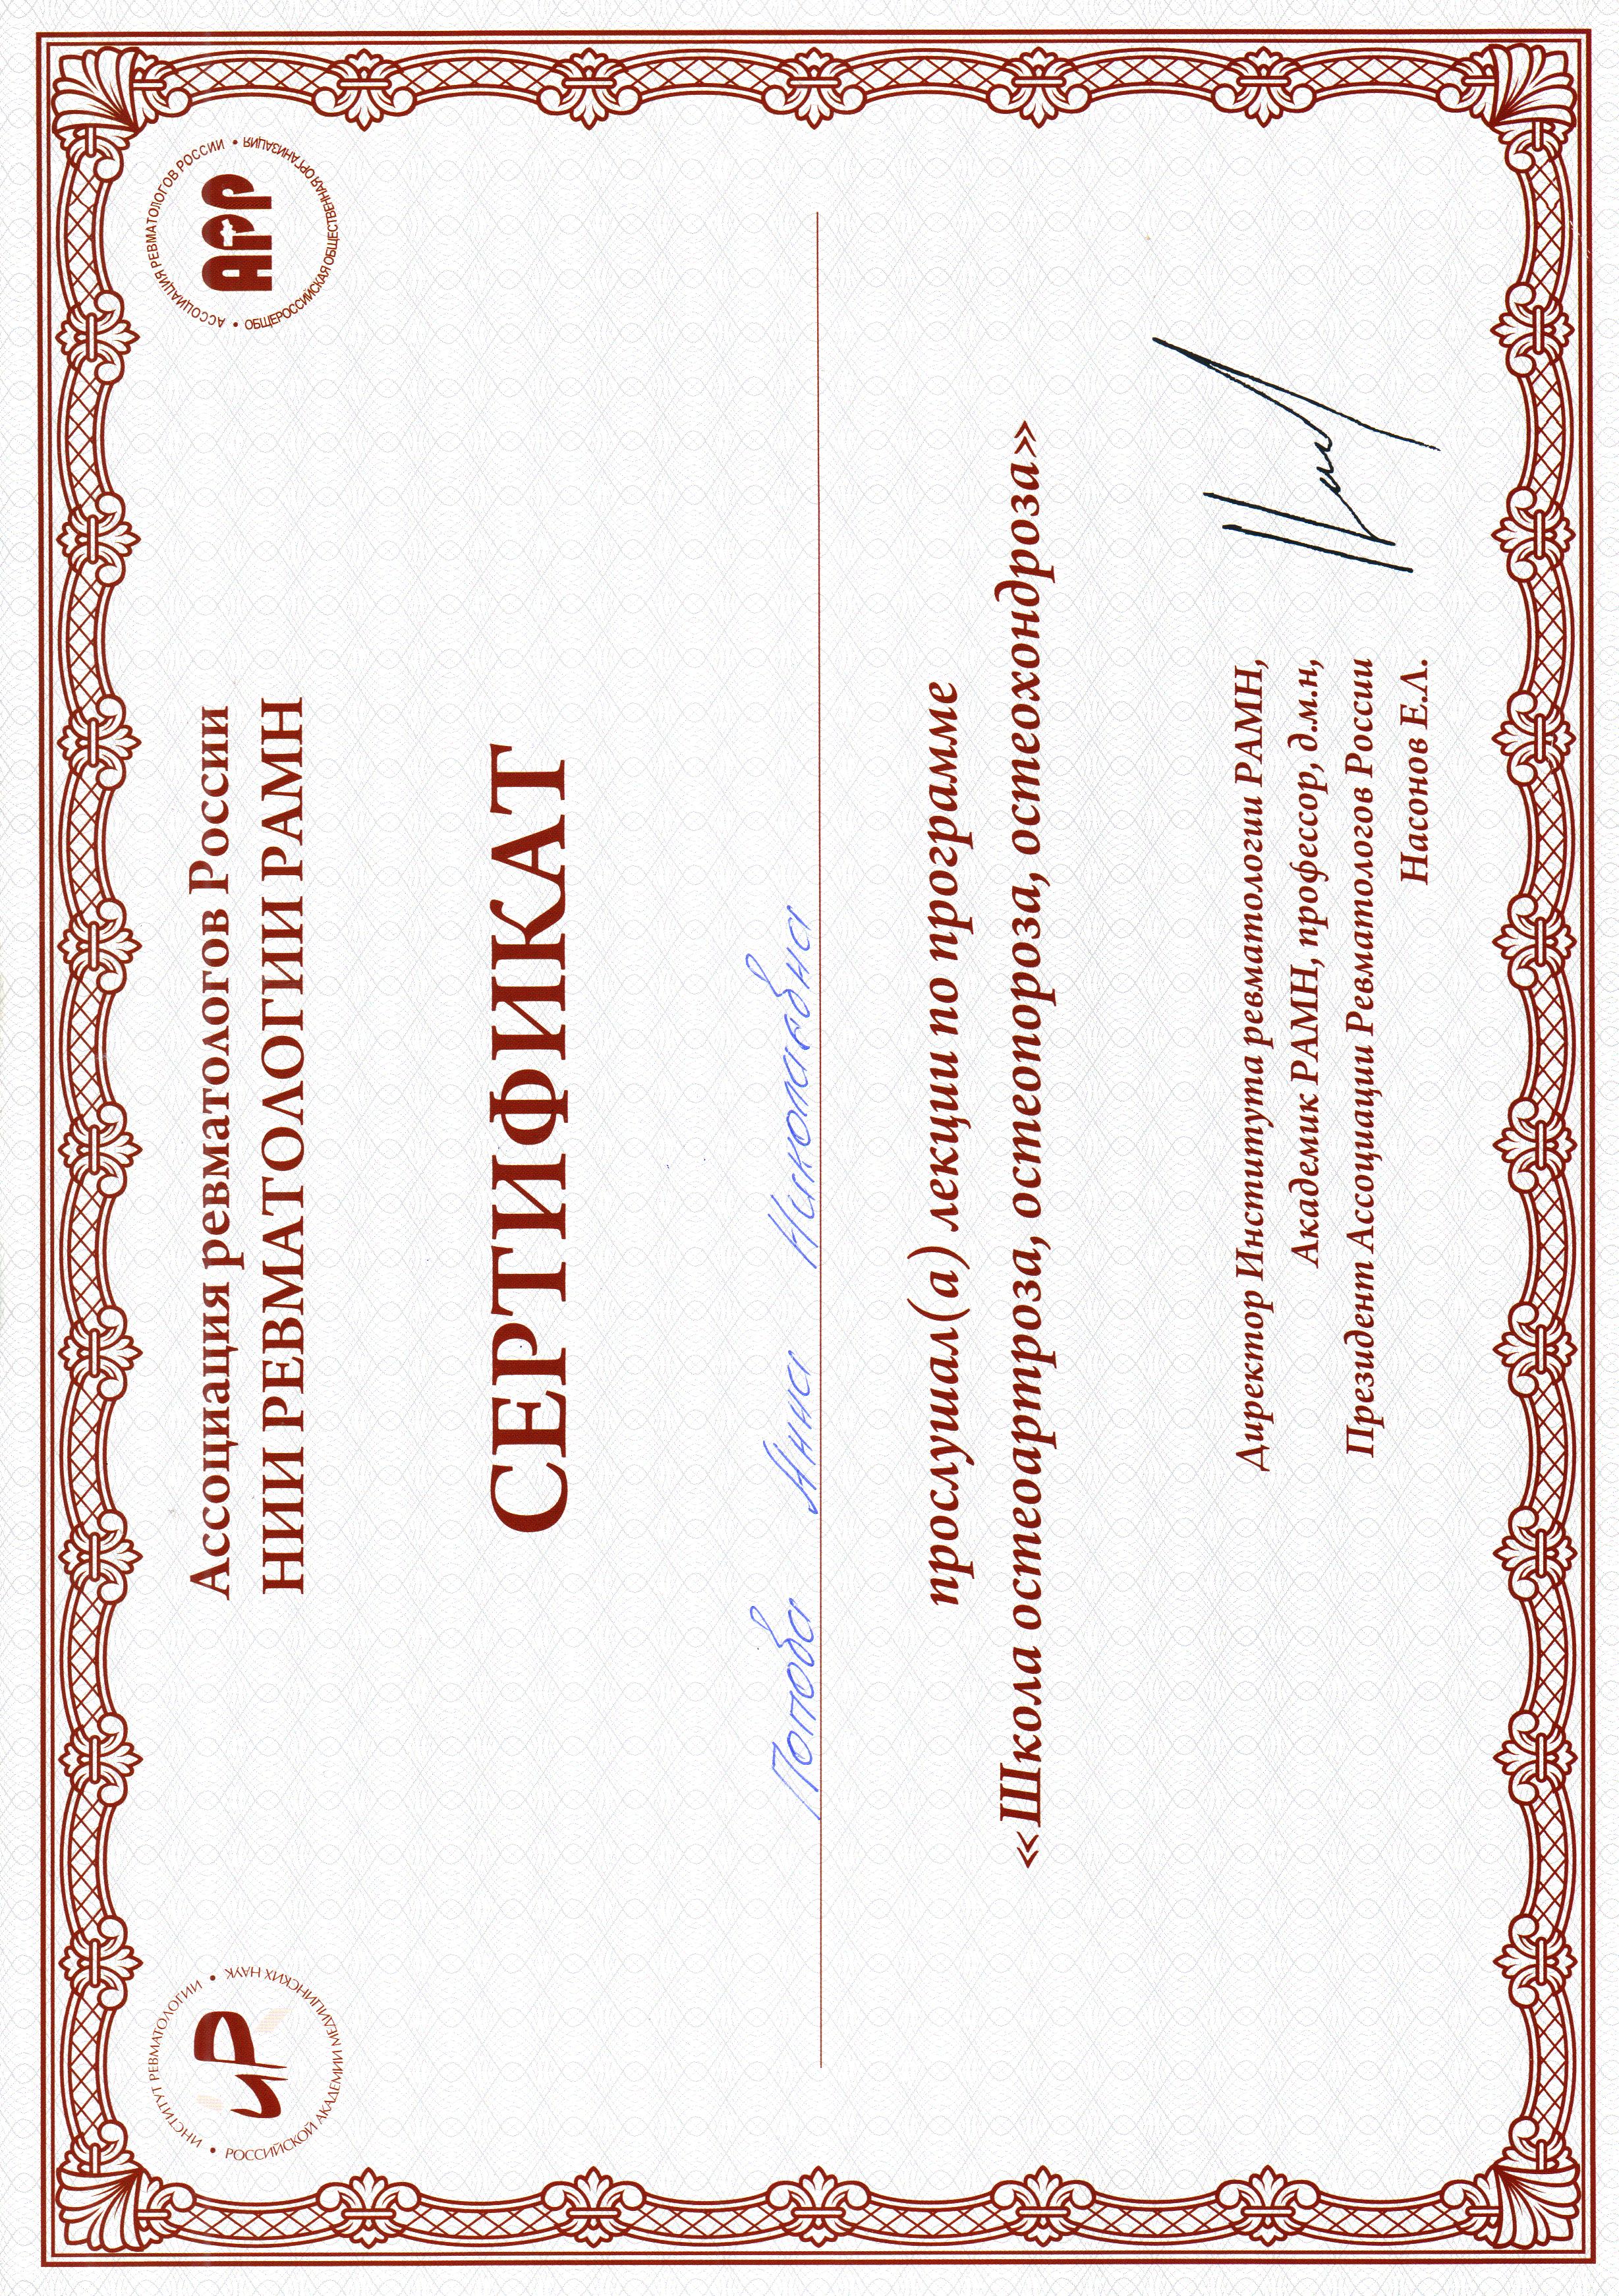 ИНСТИТУТ РЕВМАТОЛОГИИ • РОССИЙСКОЙ АКАДЕМИИ МЕДИЦИНСКИХ НАУК •
ИР
Ассоциация ревматологов России
НИИ РЕВМАТОЛОГИИ РАМН
АССОЦИАЦИЯ РЕВМАТОЛОГОВ РОССИИ • ОБЩЕРОССИЙСКАЯ ОБЩЕСТВЕННАЯ ОРГАНИЗАЦИЯ •
АРР
СЕРТИФИКАТ
Попова Нина Николаевна
прослушал(а) лекции по программе
«Школа остеоартроза, остеопороза, остеохондроза»
Директор Института ревматологии РАМН,
Академик РАМН, профессор, д.м.н,
Президент Ассоциации Ревматологов России
Насонов Е.Л.